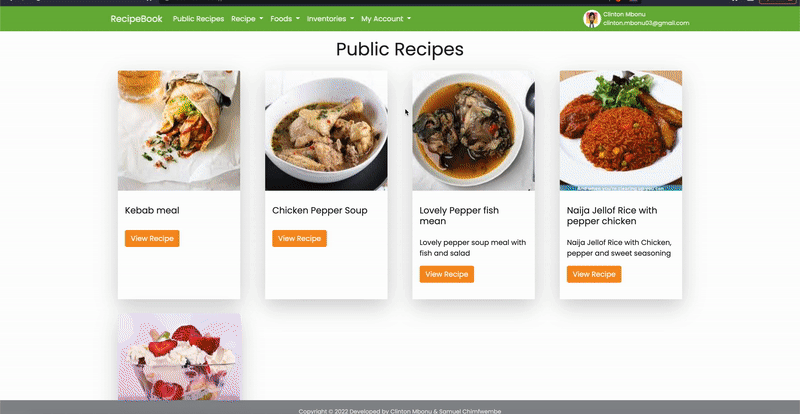 RecipeBook Public Recipes Recipe Foods Inventories My Account
Clinton Mbonu
clinton.mbonu03@gmail.com
Public Recipes
Kebab meal
View Recipe
Chicken Pepper Soup
View Recipe
Lovely Pepper fish
mean
Lovely pepper soup meal with
fish and salad
View Recipe
Naija Jellof Rice with
pepper chicken
Naija Jellof Rice with Chicken,
pepper and sweet seasoning
View Recipe
Copyright © 2022 Developed by Clinton Mbonu & Samuel Chimfwembe